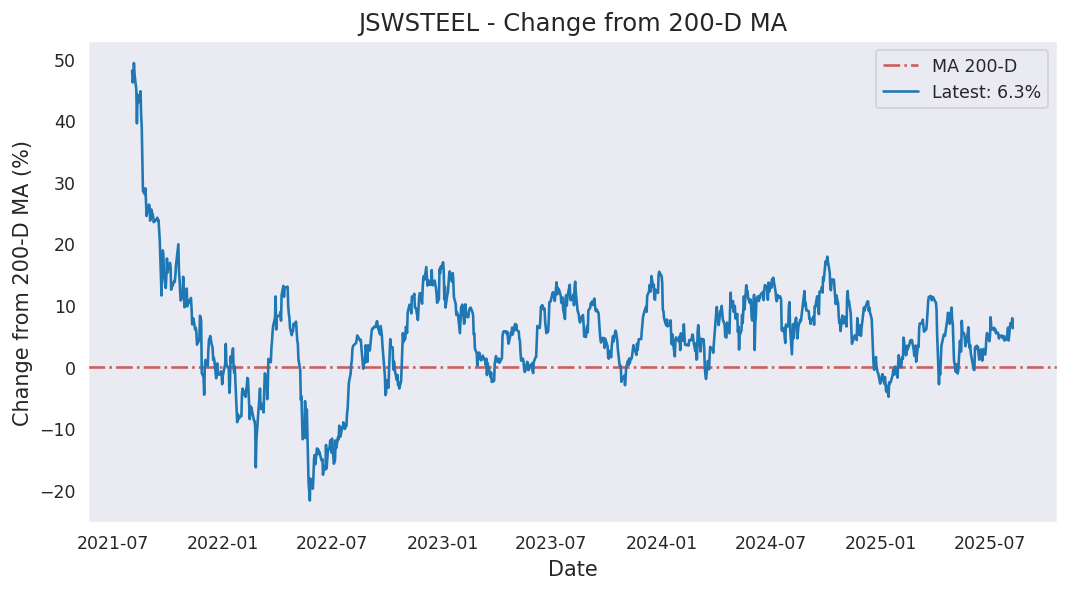 JSWSTEEL - Change from 200-D MA
MA 200-D
Latest: 6.3%
Change from 200-D MA (%)
50
40
30
20
10
0
−10
−20
2021-07 2022-01 2022-07 2023-01 2023-07 2024-01 2024-07 2025-01 2025-07
Date